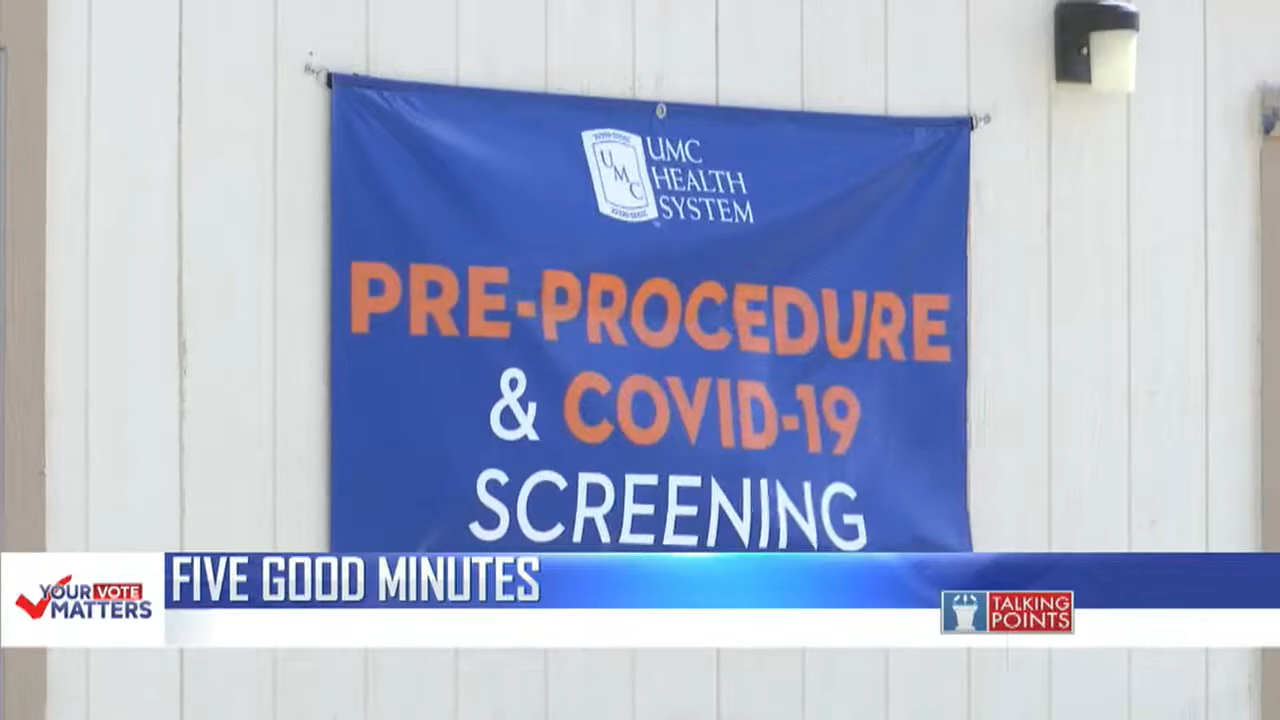 UMC
UMC
HEALTH
SYSTEM
PRE-PROCEDURE
& COVID-19
SCREENING
FIVE GOOD MINUTES
YOUR VOTE
MATTERS
TALKING
POINTS